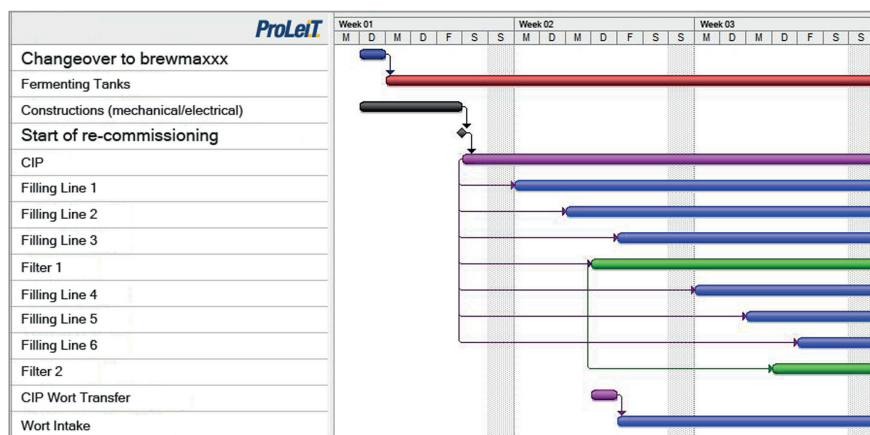 ProLeiT
Week 01 Week 02 Week 03
M D M D F S S M D M D F S S M D M D F S S
Changeover to brewmaxxx
Fermenting Tanks
Constructions (mechanical/electrical)
Start of re-commissioning
CIP
Filling Line 1
Filling Line 2
Filling Line 3
Filter 1
Filling Line 4
Filling Line 5
Filling Line 6
Filter 2
CIP Wort Transfer
Wort Intake